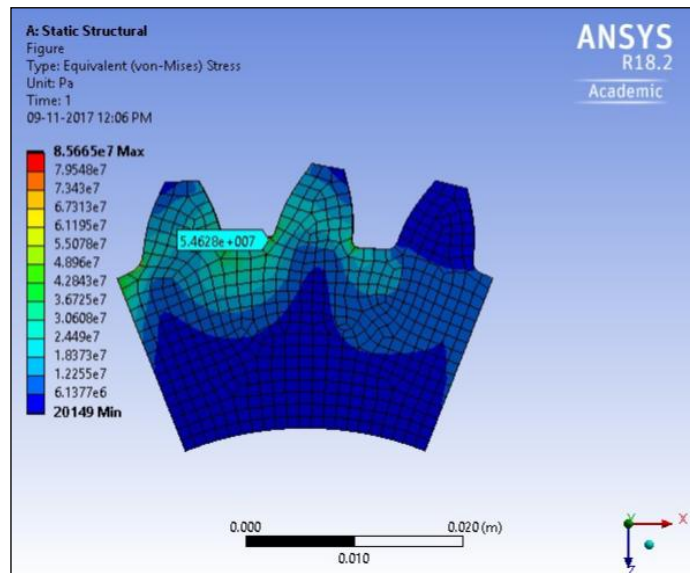 A: Static Structural
Figure
Type: Equivalent (von-Mises) Stress
Unit: Pa
Time: 1
09-11-2017 12:06 PM
ANSYS
R18.2
Academic
8.5665e7 Max
7.9548e7
7.343e7
6.7313e7
6.1195e7
5.5078e7
4.896e7
4.2843e7
3.6725e7
3.0608e7
2.449e7
1.8373e7
1.2255e7
6.1377e6
20149 Min
5.4628e+007
0.000
0.020 (m)
0.010
Y
X
Z